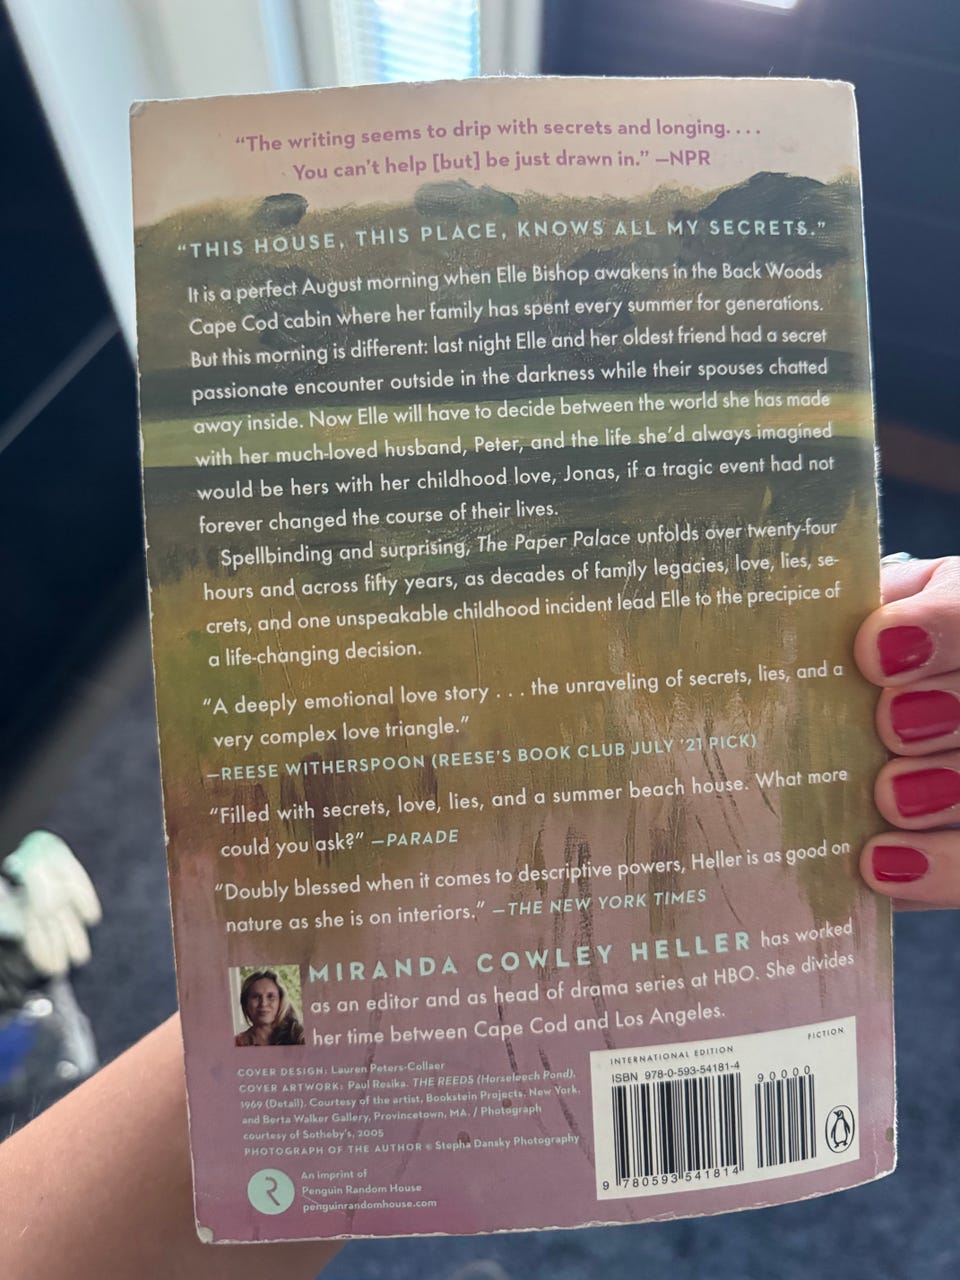 “The writing seems to drip with secrets and longing. . . .
You can’t help [but] be just drawn in.” —NPR
“THIS HOUSE, THIS PLACE, KNOWS ALL MY SECRETS.”
It is a perfect August morning when Elle Bishop awakens in the Back Woods
Cape Cod cabin where her family has spent every summer for generations.
But this morning is different: last night Elle and her oldest friend had a secret
passionate encounter outside in the darkness while their spouses chatted
away inside. Now Elle will have to decide between the world she has made
with her much-loved husband, Peter, and the life she’d always imagined
would be hers with her childhood love, Jonas, if a tragic event had not
forever changed the course of their lives.
Spellbinding and surprising, The Paper Palace unfolds over twenty-four
hours and across fifty years, as decades of family legacies, love, lies, se-
crets, and one unspeakable childhood incident lead Elle to the precipice of
a life-changing decision.
“A deeply emotional love story . . . the unraveling of secrets, lies, and a
very complex love triangle.”
—REESE WITHERSPOON (REESE’S BOOK CLUB JULY ’21 PICK)
“Filled with secrets, love, lies, and a summer beach house. What more
could you ask?” —PARADE
“Doubly blessed when it comes to descriptive powers, Heller is as good on
nature as she is on interiors.” —THE NEW YORK TIMES
MIRANDA COWLEY HELLER has worked
as an editor and as head of drama series at HBO. She divides
her time between Cape Cod and Los Angeles.
COVER DESIGN: Lauren Peters-Collaer
COVER ARTWORK: Paul Resika. THE REEDS (Horseleech Pond),
1969 (Detail). Courtesy of the artist, Bookstein Projects, New York,
and Berta Walker Gallery, Provincetown, MA. / Photograph
courtesy of Sotheby’s, 2005
PHOTOGRAPH OF THE AUTHOR © Stepha Dansky Photography
An imprint of
Penguin Random House
penguinrandomhouse.com
INTERNATIONAL EDITION
FICTION
ISBN 978-0-593-54181-4
90000
9 780593 541814